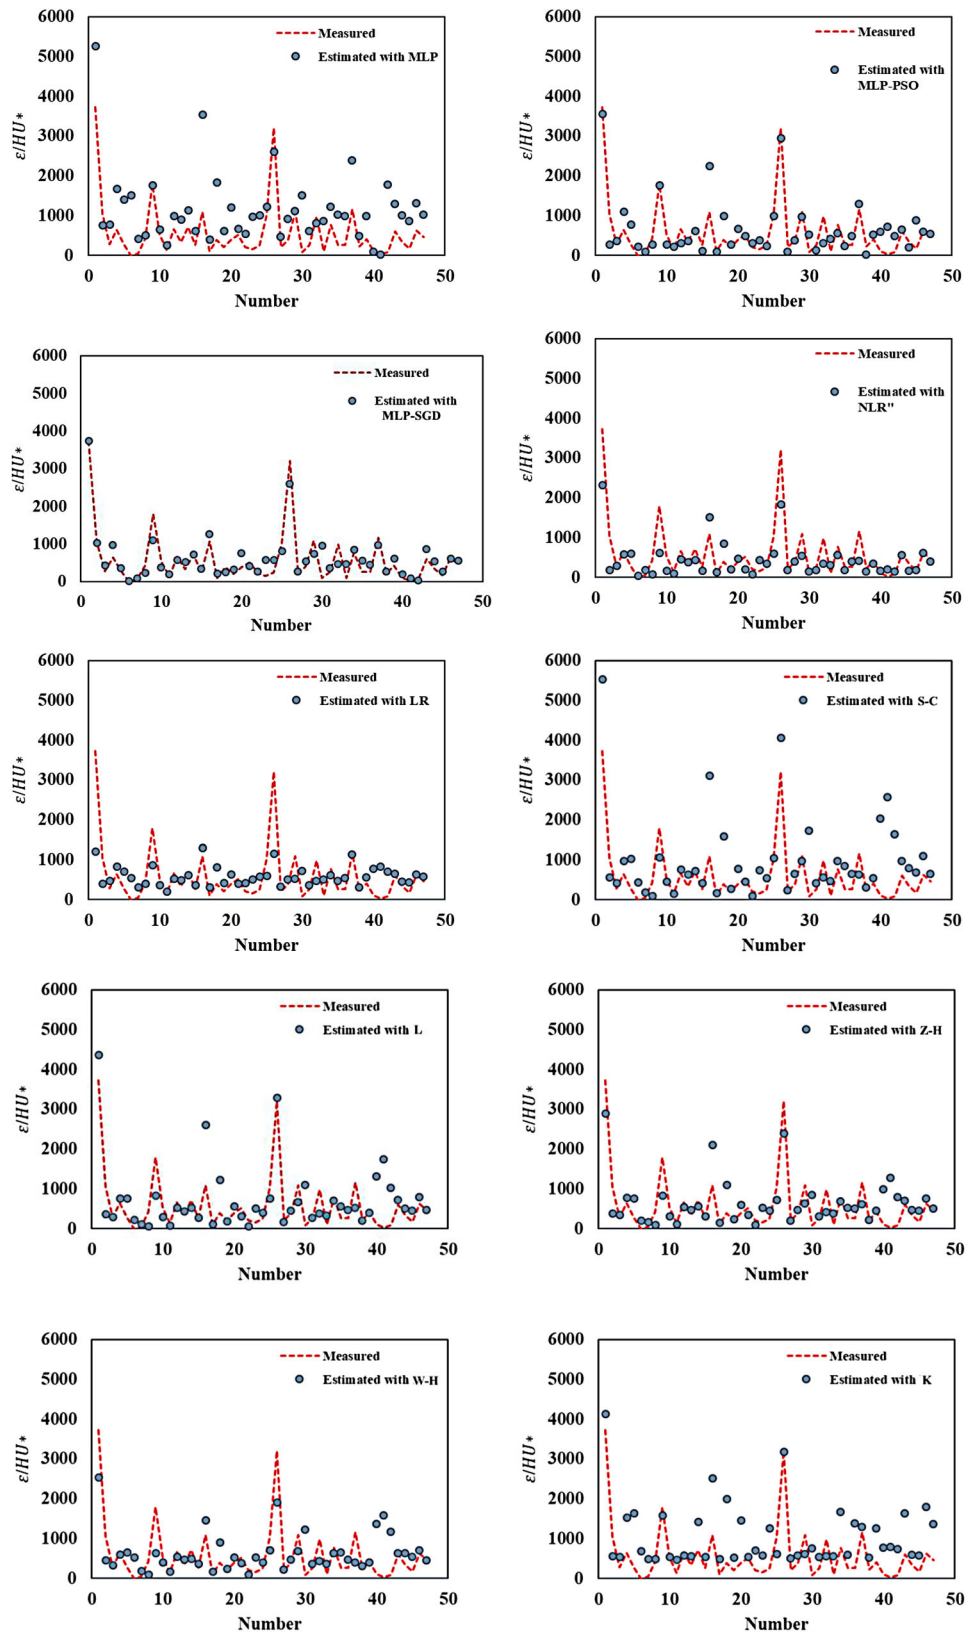 6000
5000
4000
3000
2000
1000
0
ε/HU*
Measured
Estimated with MLP
0 10 20 30 40 50
Number
6000
5000
4000
3000
2000
1000
0
ε/HU*
Measured
Estimated with
MLP-PSO
0 10 20 30 40 50
Number
6000
5000
4000
3000
2000
1000
0
ε/HU*
Measured
Estimated with
MLP-SGD
0 10 20 30 40 50
Number
6000
5000
4000
3000
2000
1000
0
ε/HU*
Measured
Estimated with
NLR"
0 10 20 30 40 50
Number
6000
5000
4000
3000
2000
1000
0
ε/HU*
Measured
Estimated with LR
0 10 20 30 40 50
Number
6000
5000
4000
3000
2000
1000
0
ε/HU*
Measured
Estimated with S-C
0 10 20 30 40 50
Number
6000
5000
4000
3000
2000
1000
0
ε/HU*
Measured
Estimated with L
0 10 20 30 40 50
Number
6000
5000
4000
3000
2000
1000
0
ε/HU*
Measured
Estimated with Z-H
0 10 20 30 40 50
Number
6000
5000
4000
3000
2000
1000
0
ε/HU*
Measured
Estimated with W-H
0 10 20 30 40 50
Number
6000
5000
4000
3000
2000
1000
0
ε/HU*
Measured
Estimated with K
0 10 20 30 40 50
Number